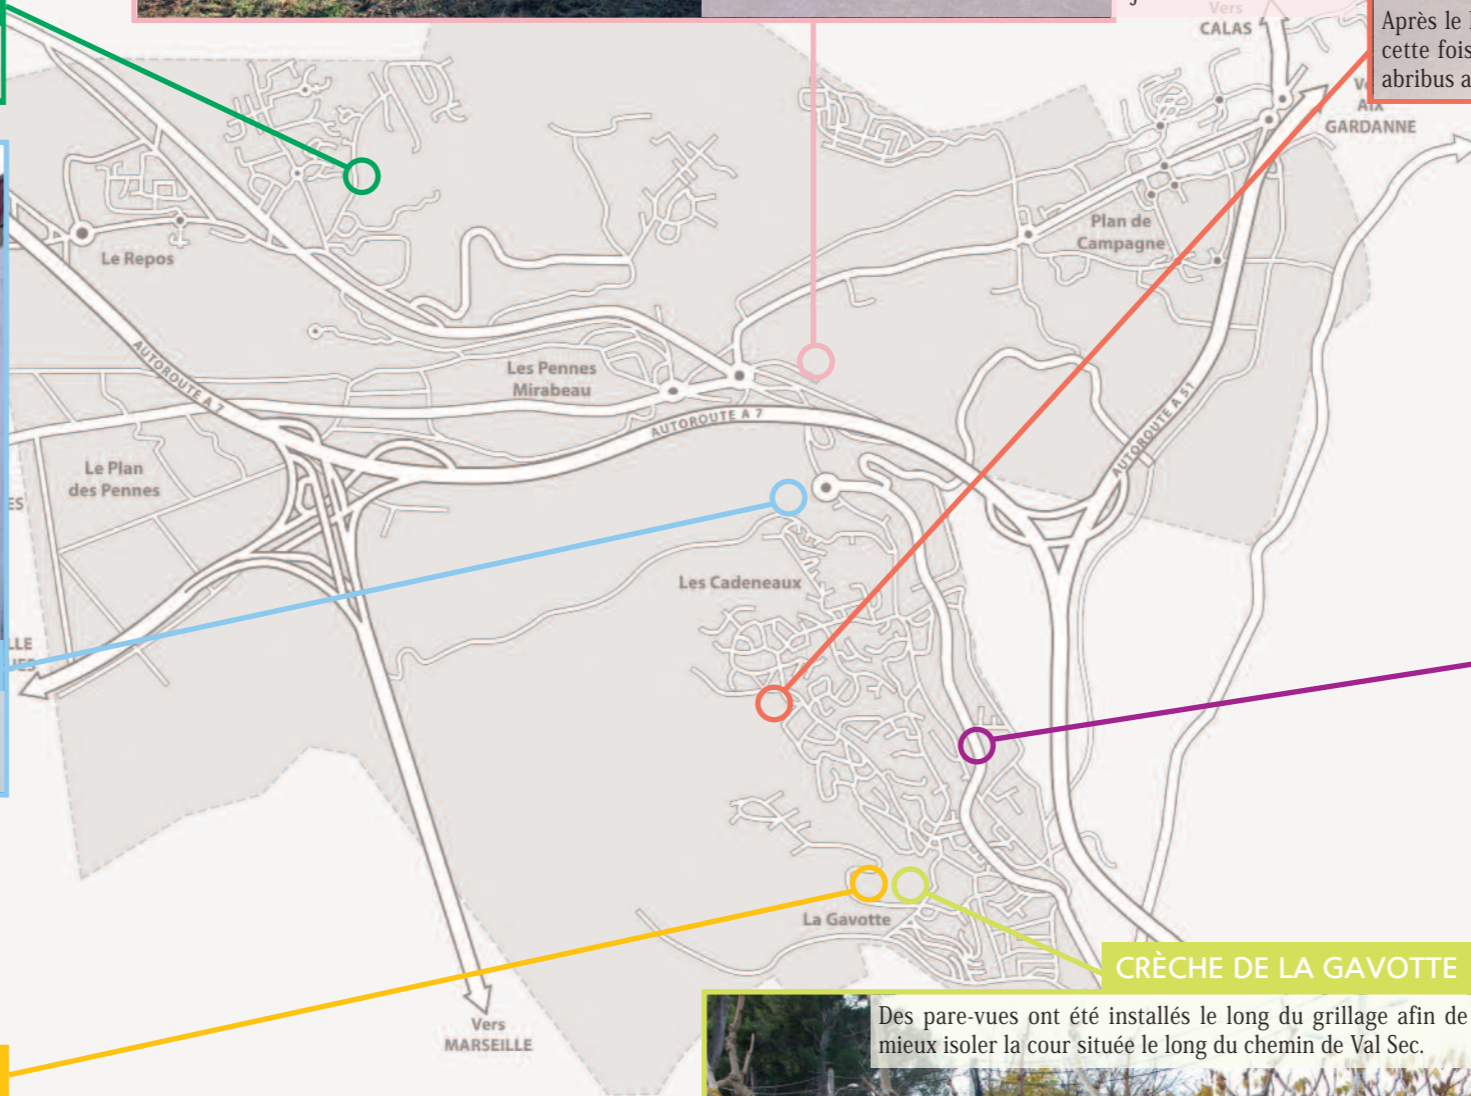 Vers
CALAS
Après le
cette fois
abribus a
AIX
GARDANNE
Plan de
Campagne
Le Repos
AUTOROUTE A 7
Les Pennes
Mirabeau
AUTOROUTE A 7
AUTOROUTE A 51
Le Plan
des Pennes
Les Cadeneaux
La Gavotte
CRÈCHE DE LA GAVOTTE
Des pare-vues ont été installés le long du grillage afin de
mieux isoler la cour située le long du chemin de Val Sec.
Vers
MARSEILLE